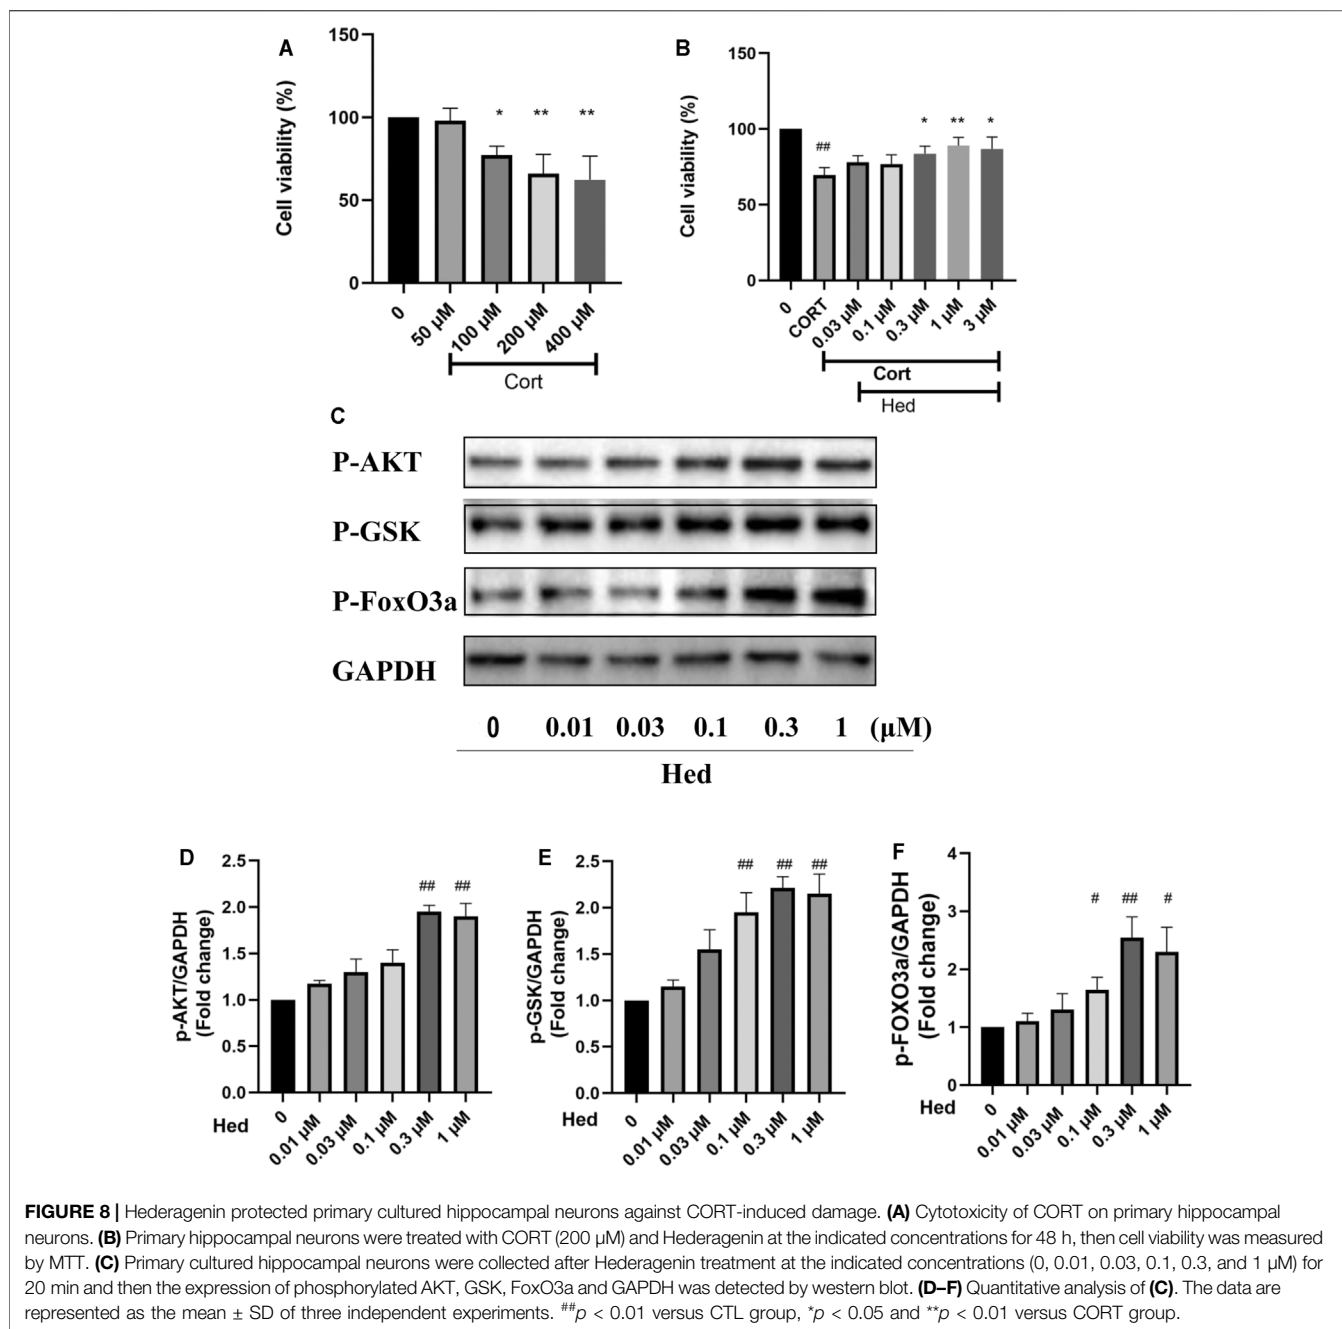 A
Cell viability (%)
150
100
50
0
*
**
**
0
50 μM
100 μM
200 μM
400 μM
Cort
B
Cell viability (%)
150
100
50
0
##
*
**
*
0
CORT
0.03 μM
0.1 μM
0.3 μM
1 μM
3 μM
Cort
Hed
C
P-AKT
P-GSK
P-FoxO3a
GAPDH
0 0.01 0.03 0.1 0.3 1 (μM)
Hed
D
p-AKT/GAPDH
(Fold change)
2.5
2.0
1.5
1.0
0.5
0.0
##
##
Hed
0
0.01 μM
0.03 μM
0.1 μM
0.3 μM
1 μM
E
p-GSK/GAPDH
(Fold change)
2.5
2.0
1.5
1.0
0.5
0.0
##
##
##
Hed
0
0.01 μM
0.03 μM
0.1 μM
0.3 μM
1 μM
F
p-FOXO3a/GAPDH
(Fold change)
4
3
2
1
0
#
##
#
Hed
0
0.01 μM
0.03 μM
0.1 μM
0.3 μM
1 μM
FIGURE 8 | Hederagenin protected primary cultured hippocampal neurons against CORT-induced damage. (A) Cytotoxicity of CORT on primary hippocampal
neurons. (B) Primary hippocampal neurons were treated with CORT (200 μM) and Hederagenin at the indicated concentrations for 48 h, then cell viability was measured
by MTT. (C) Primary cultured hippocampal neurons were collected after Hederagenin treatment at the indicated concentrations (0, 0.01, 0.03, 0.1, 0.3, and 1 μM) for
20 min and then the expression of phosphorylated AKT, GSK, FoxO3a and GAPDH was detected by western blot. (D–F) Quantitative analysis of (C). The data are
represented as the mean ± SD of three independent experiments. ##p < 0.01 versus CTL group, *p < 0.05 and **p < 0.01 versus CORT group.